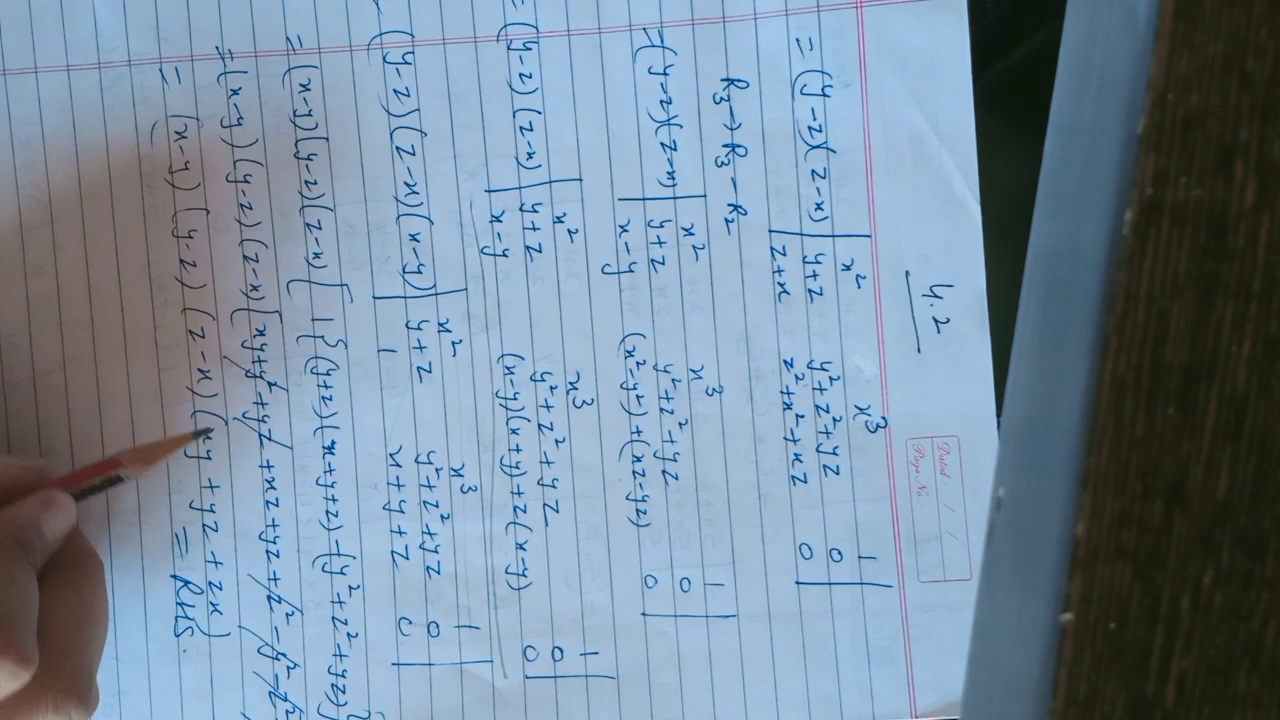 4.2
Dated: / /
Page No.:
x² x³ 1
= (y-z)(z-x) | y+z y²+z²+yz 0 |
z+x z²+x²+xz 0
R₃→R₃-R₂
x² x³ 1
=(y-z)(z-x) | y+z y²+z²+yz 0 |
x-y (x²-y²)+(xz-yz) 0
x² x³ 1
= (y-z)(z-x) | y+z y²+z²+yz 0 |
x-y (x-y)(x+y)+z(x-y) 0
x² x³ 1
(y-z)(z-x)(x-y) | y+z y²+z²+yz 0 |
1 x+y+z 0
= (x-y)(y-z)(z-x)[ 1{(y+z)(x+y+z)-(y²+z²+yz)}
=(x-y)(y-z)(z-x)[xy+y²+yz+xz+yz+z²-y²-z²
= (x-y)(y-z)(z-x)(xy+yz+zx)
= RHS.